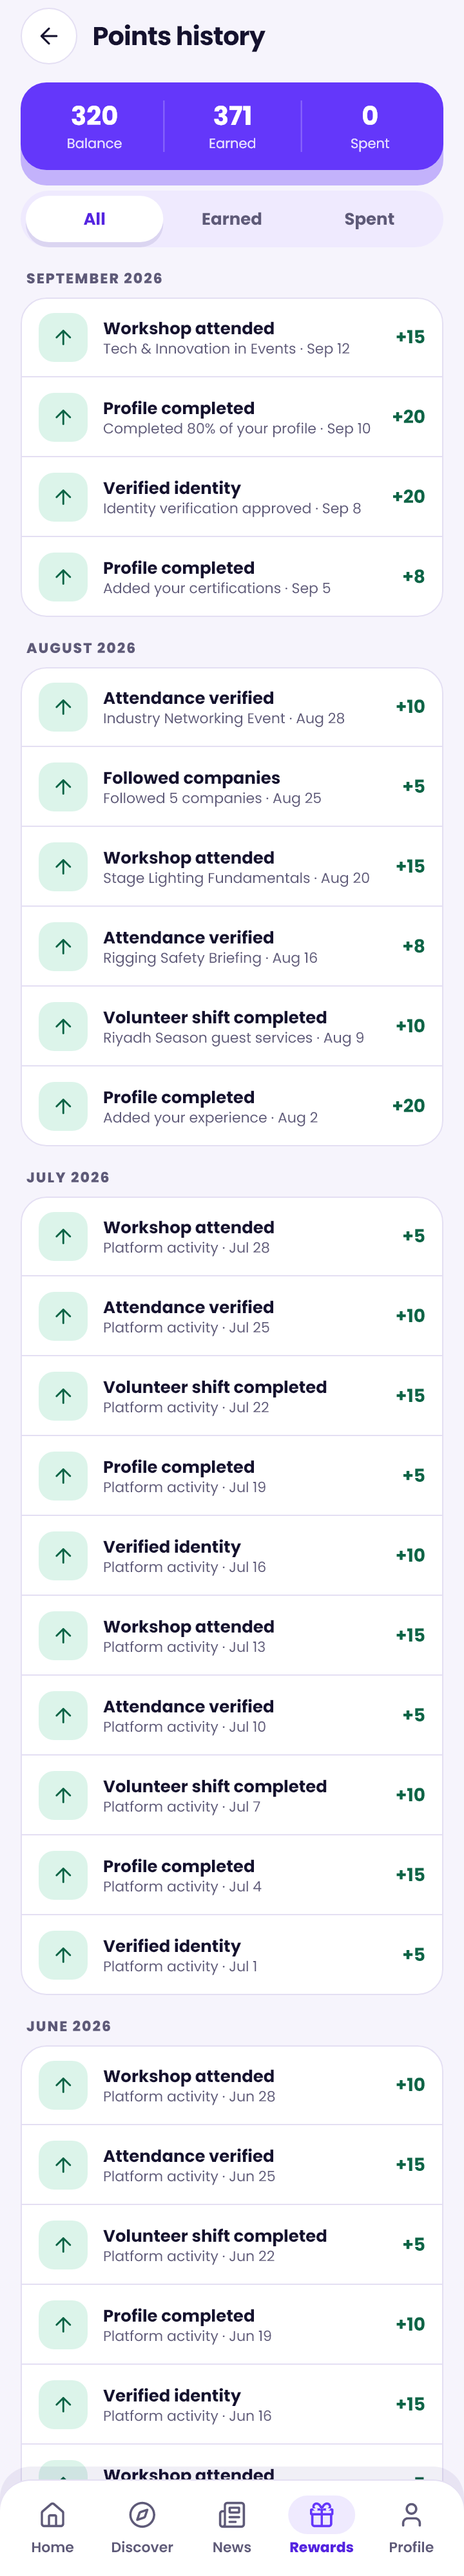 Points history
320
Balance
371
Earned
0
Spent
All
Earned
Spent
SEPTEMBER 2026
Workshop attended
Tech & Innovation in Events · Sep 12
+15
Profile completed
Completed 80% of your profile · Sep 10
+20
Verified identity
Identity verification approved · Sep 8
+20
Profile completed
Added your certifications · Sep 5
+8
AUGUST 2026
Attendance verified
Industry Networking Event · Aug 28
+10
Followed companies
Followed 5 companies · Aug 25
+5
Workshop attended
Stage Lighting Fundamentals · Aug 20
+15
Attendance verified
Rigging Safety Briefing · Aug 16
+8
Volunteer shift completed
Riyadh Season guest services · Aug 9
+10
Profile completed
Added your experience · Aug 2
+20
JULY 2026
Workshop attended
Platform activity · Jul 28
+5
Attendance verified
Platform activity · Jul 25
+10
Volunteer shift completed
Platform activity · Jul 22
+15
Profile completed
Platform activity · Jul 19
+5
Verified identity
Platform activity · Jul 16
+10
Workshop attended
Platform activity · Jul 13
+15
Attendance verified
Platform activity · Jul 10
+5
Volunteer shift completed
Platform activity · Jul 7
+10
Profile completed
Platform activity · Jul 4
+15
Verified identity
Platform activity · Jul 1
+5
JUNE 2026
Workshop attended
Platform activity · Jun 28
+10
Attendance verified
Platform activity · Jun 25
+15
Volunteer shift completed
Platform activity · Jun 22
+5
Profile completed
Platform activity · Jun 19
+10
Verified identity
Platform activity · Jun 16
+15
Workshop attended
Home
Discover
News
Rewards
Profile